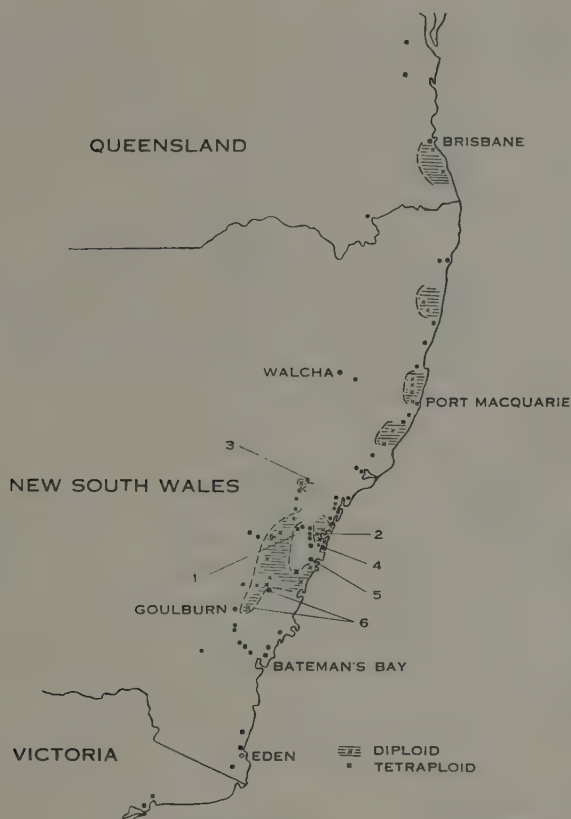 QUEENSLAND
BRISBANE
WALCHA
PORT MACQUARIE
3
NEW SOUTH WALES
2
4
1
5
GOULBURN
6
BATEMAN'S BAY
VICTORIA
EDEN
DIPLOID
TETRAPLOID